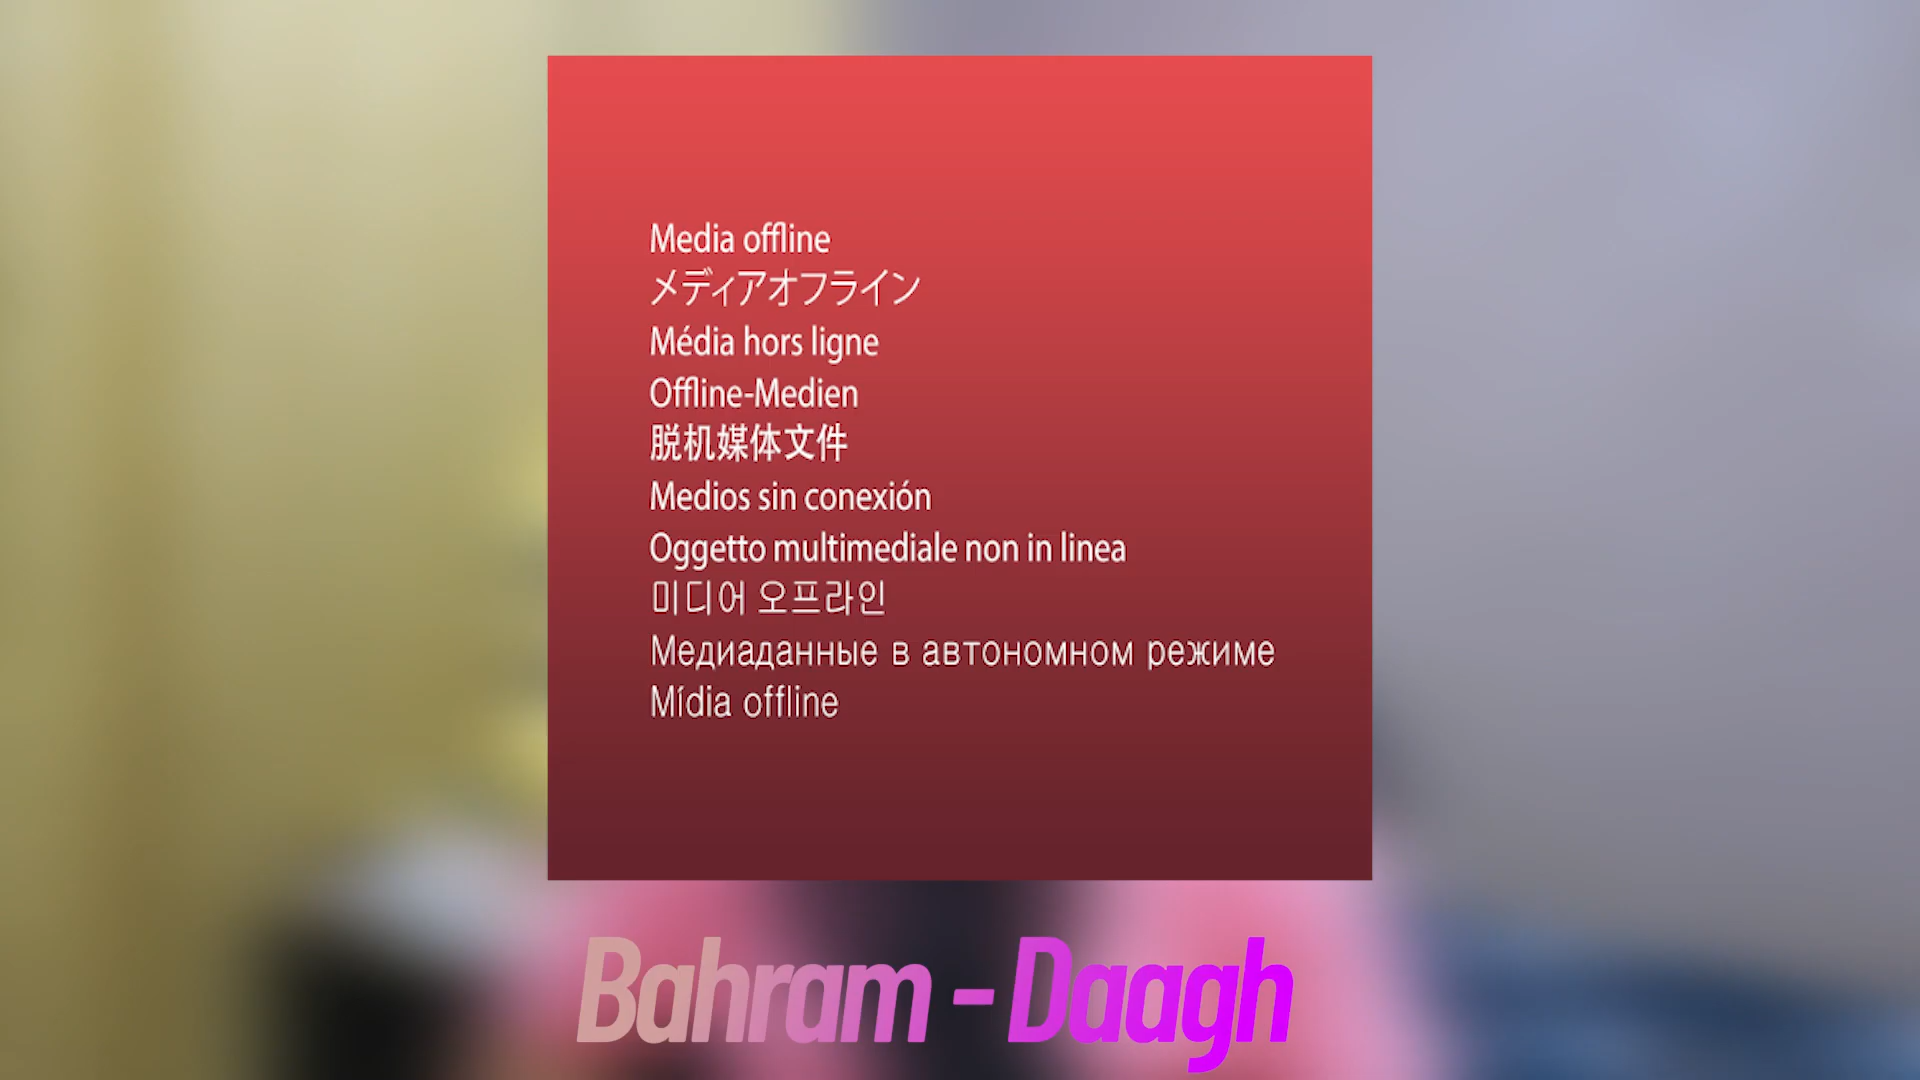 Media offline
メディアオフライン
Média hors ligne
Offline-Medien
脱机媒体文件
Medios sin conexión
Oggetto multimediale non in linea
미디어 오프라인
Медиаданные в автономном режиме
Mídia offline
Bahram - Daagh